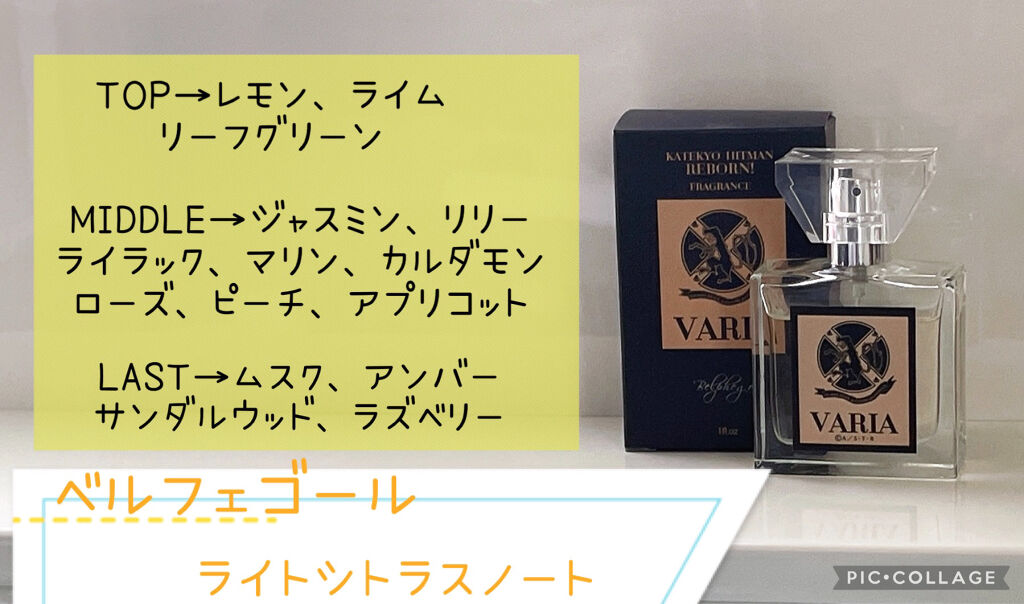 TOP→レモン、ライム
リーフグリーン
MIDDLE→ジャスミン、リリー
ライラック、マリン、カルダモン
ローズ、ピーチ、アプリコット
LAST→ムスク、アンバー
サンダルウッド、ラズベリー
ベルフェゴール
ライトシトラスノート
KATEKYO HITMAN
REBORN!
FRAGRANCE
VARIA
1fl.oz
VARIA
©A/S・T・R
PIC•COLLAGE